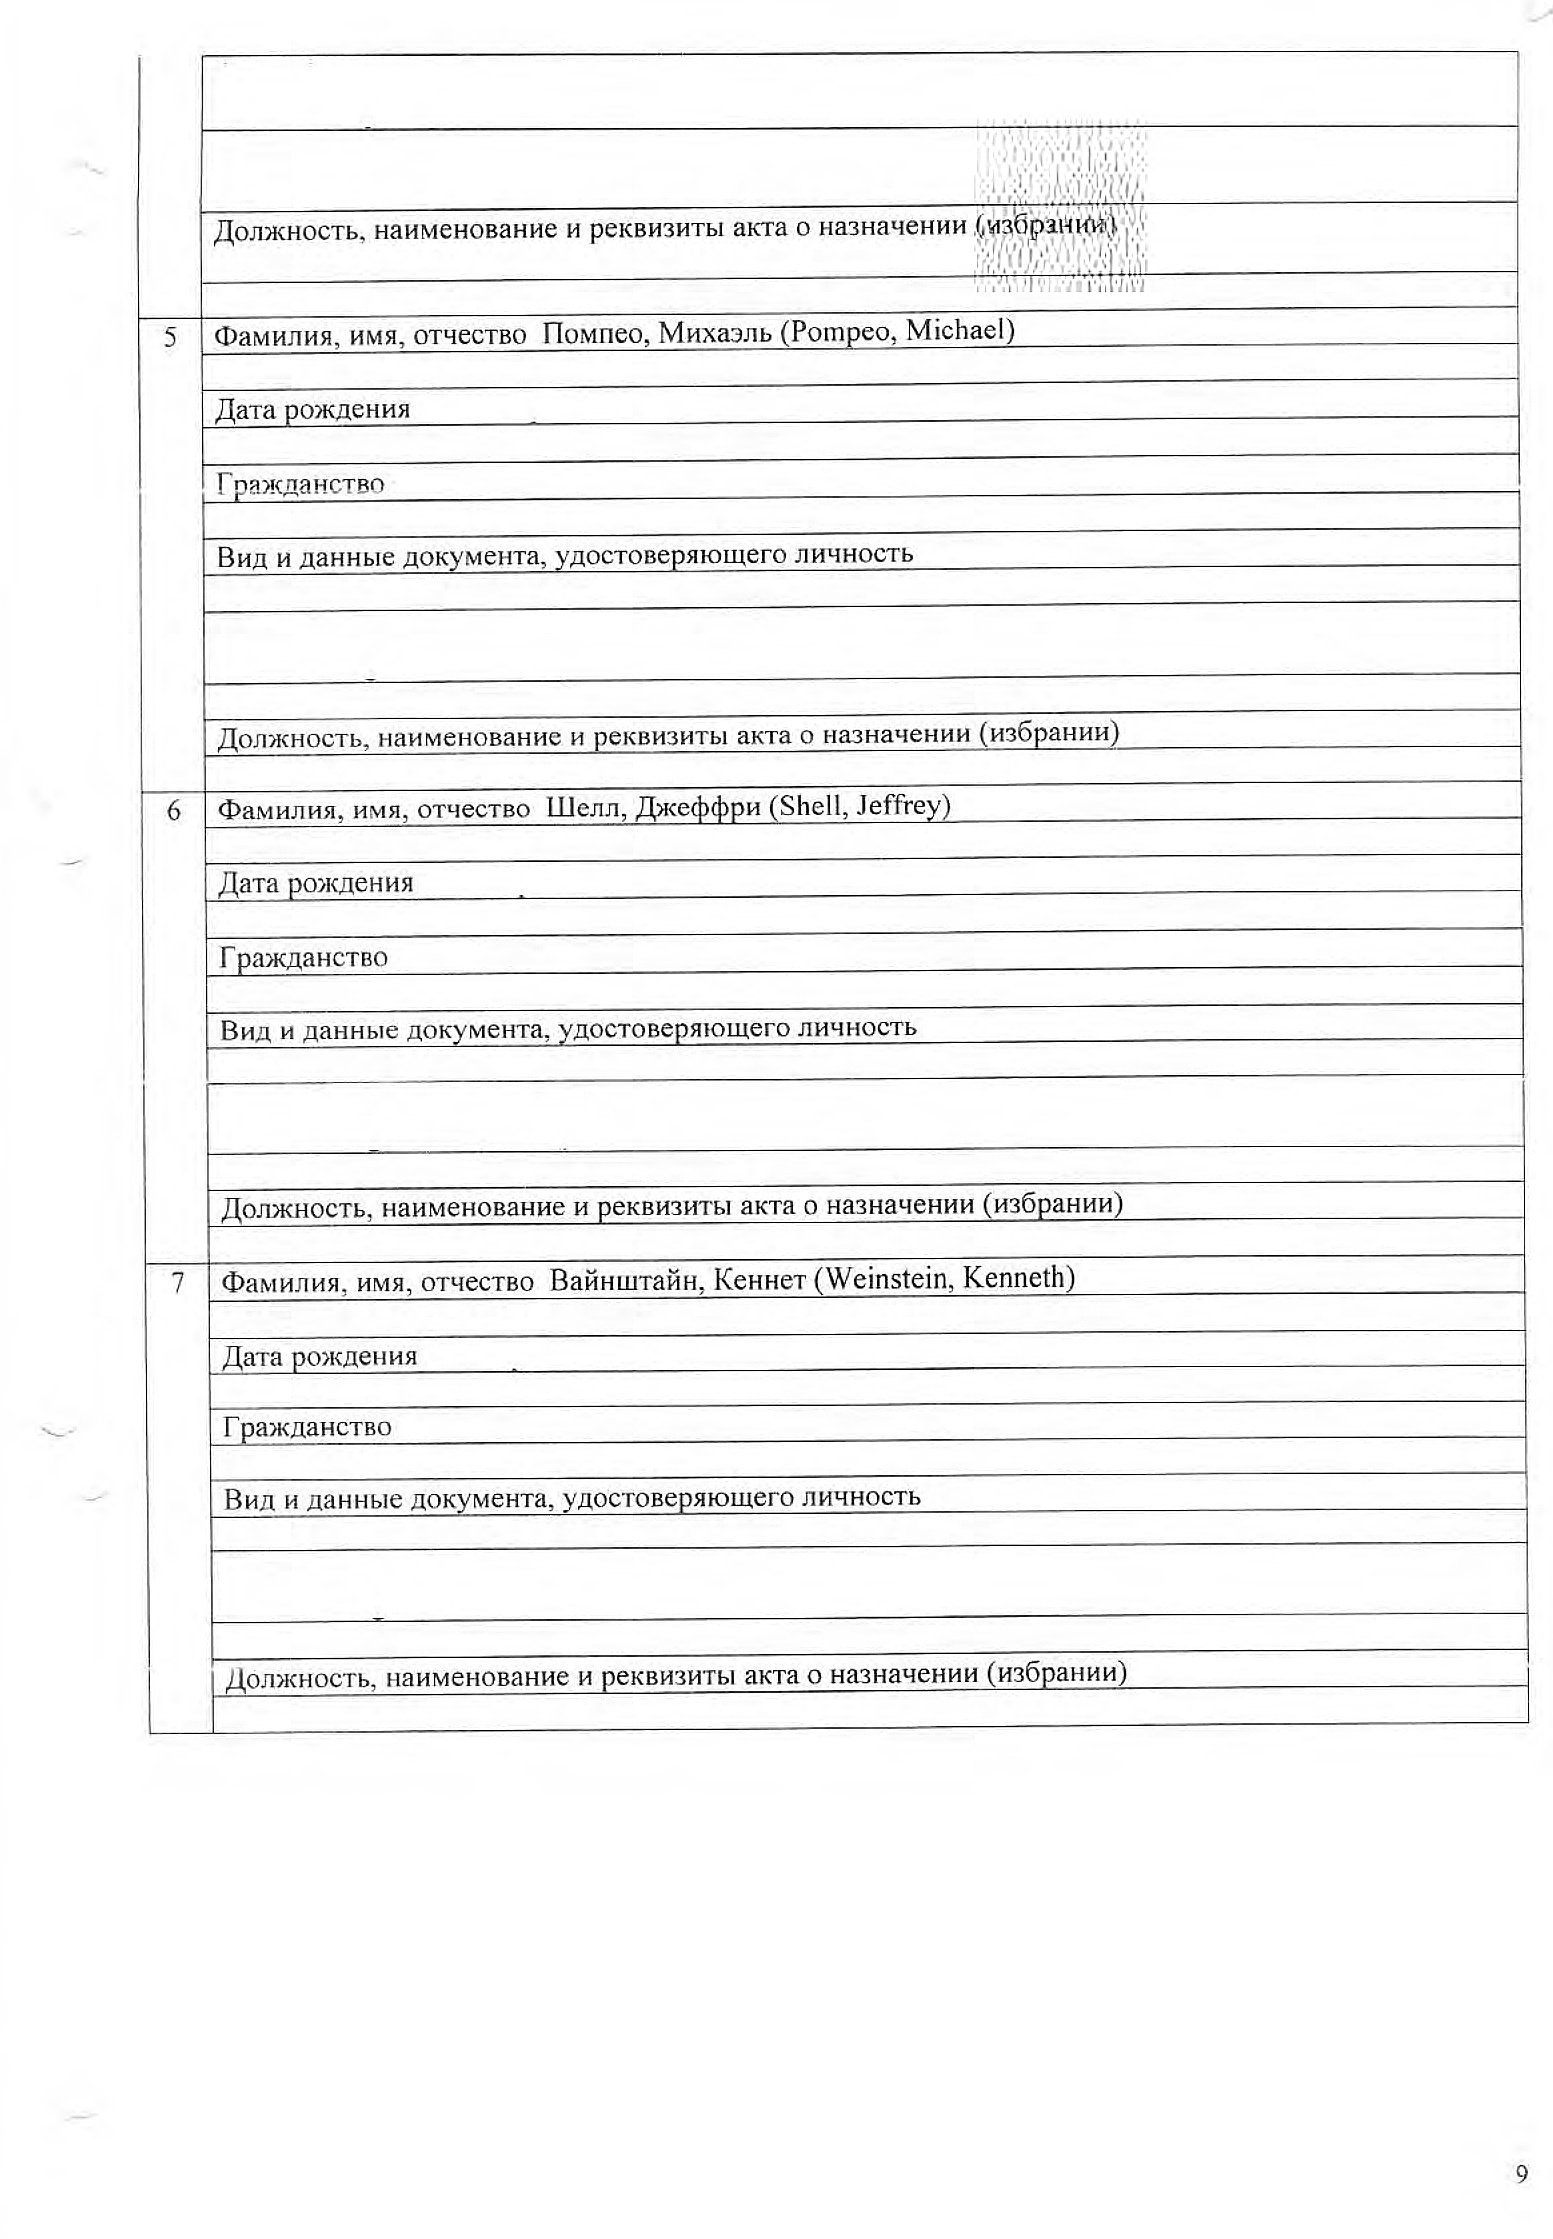 Должность, наименование и реквизиты акта о назначении (избрании)
5 Фамилия, имя, отчество Помпео, Михаэль (Pompeo, Michael)
Дата рождения
Гражданство
Вид и данные документа, удостоверяющего личность
Должность, наименование и реквизиты акта о назначении (избрании)
6 Фамилия, имя, отчество Шелл, Джеффри (Shell, Jeffrey)
Дата рождения
Гражданство
Вид и данные документа, удостоверяющего личность
Должность, наименование и реквизиты акта о назначении (избрании)
7 Фамилия, имя, отчество Вайнштайн, Кеннет (Weinstein, Kenneth)
Дата рождения
Гражданство
Вид и данные документа, удостоверяющего личность
Должность, наименование и реквизиты акта о назначении (избрании)
9